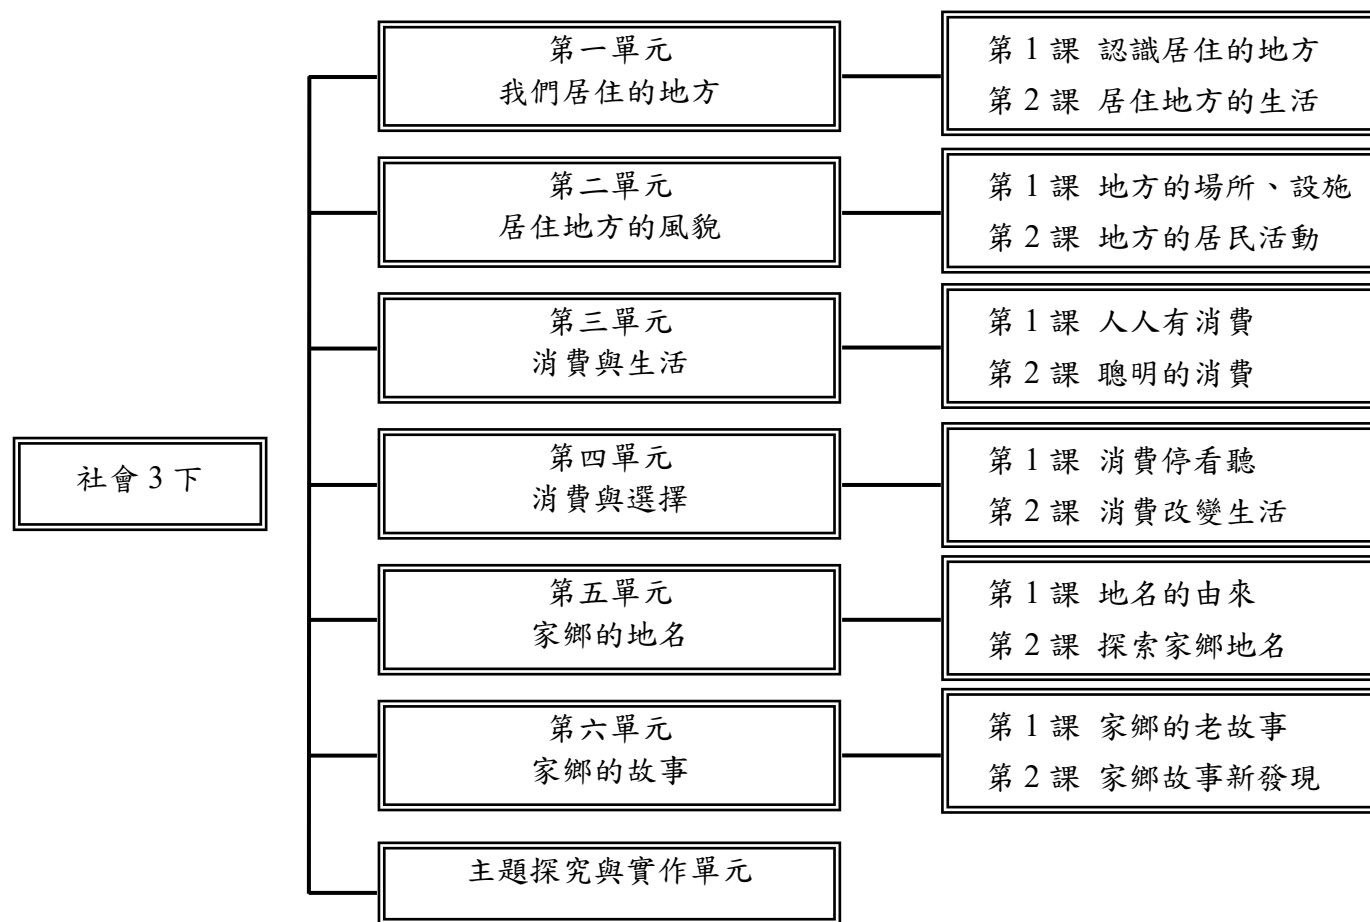 社會 3 下
第一單元
我們居住的地方
第 1 課 認識居住的地方
第 2 課 居住地方的生活
第二單元
居住地方的風貌
第 1 課 地方的場所、設施
第 2 課 地方的居民活動
第三單元
消費與生活
第 1 課 人人有消費
第 2 課 聰明的消費
第四單元
消費與選擇
第 1 課 消費停看聽
第 2 課 消費改變生活
第五單元
家鄉的地名
第 1 課 地名的由來
第 2 課 探索家鄉地名
第六單元
家鄉的故事
第 1 課 家鄉的老故事
第 2 課 家鄉故事新發現
主題探究與實作單元